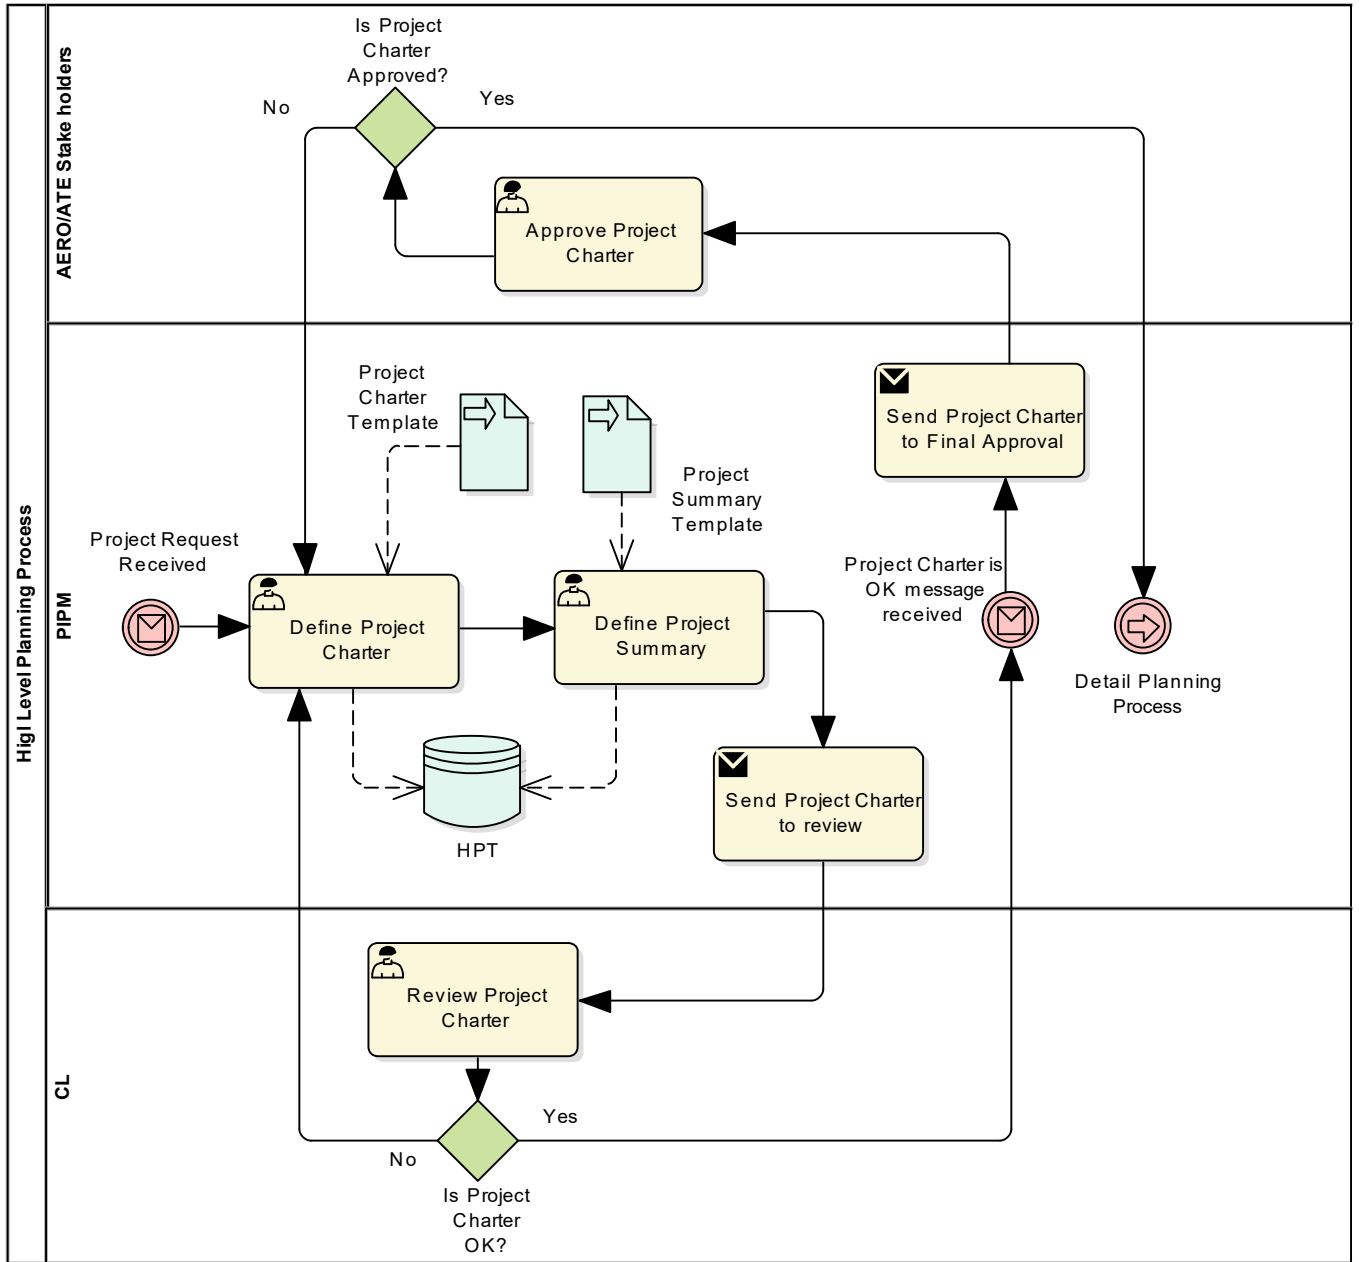 Higl Level Planning Process
AERO/ATE Stake holders
Is Project
Charter
Approved?
No
Yes
Approve Project
Charter
PIPM
Project
Charter
Template
Project
Summary
Template
Send Project Charter
to Final Approval
Project Request
Received
Define Project
Charter
Define Project
Summary
Project Charter is
OK message
received
Detail Planning
Process
HPT
Send Project Charter
to review
CL
Review Project
Charter
Yes
No
Is Project
Charter
OK?